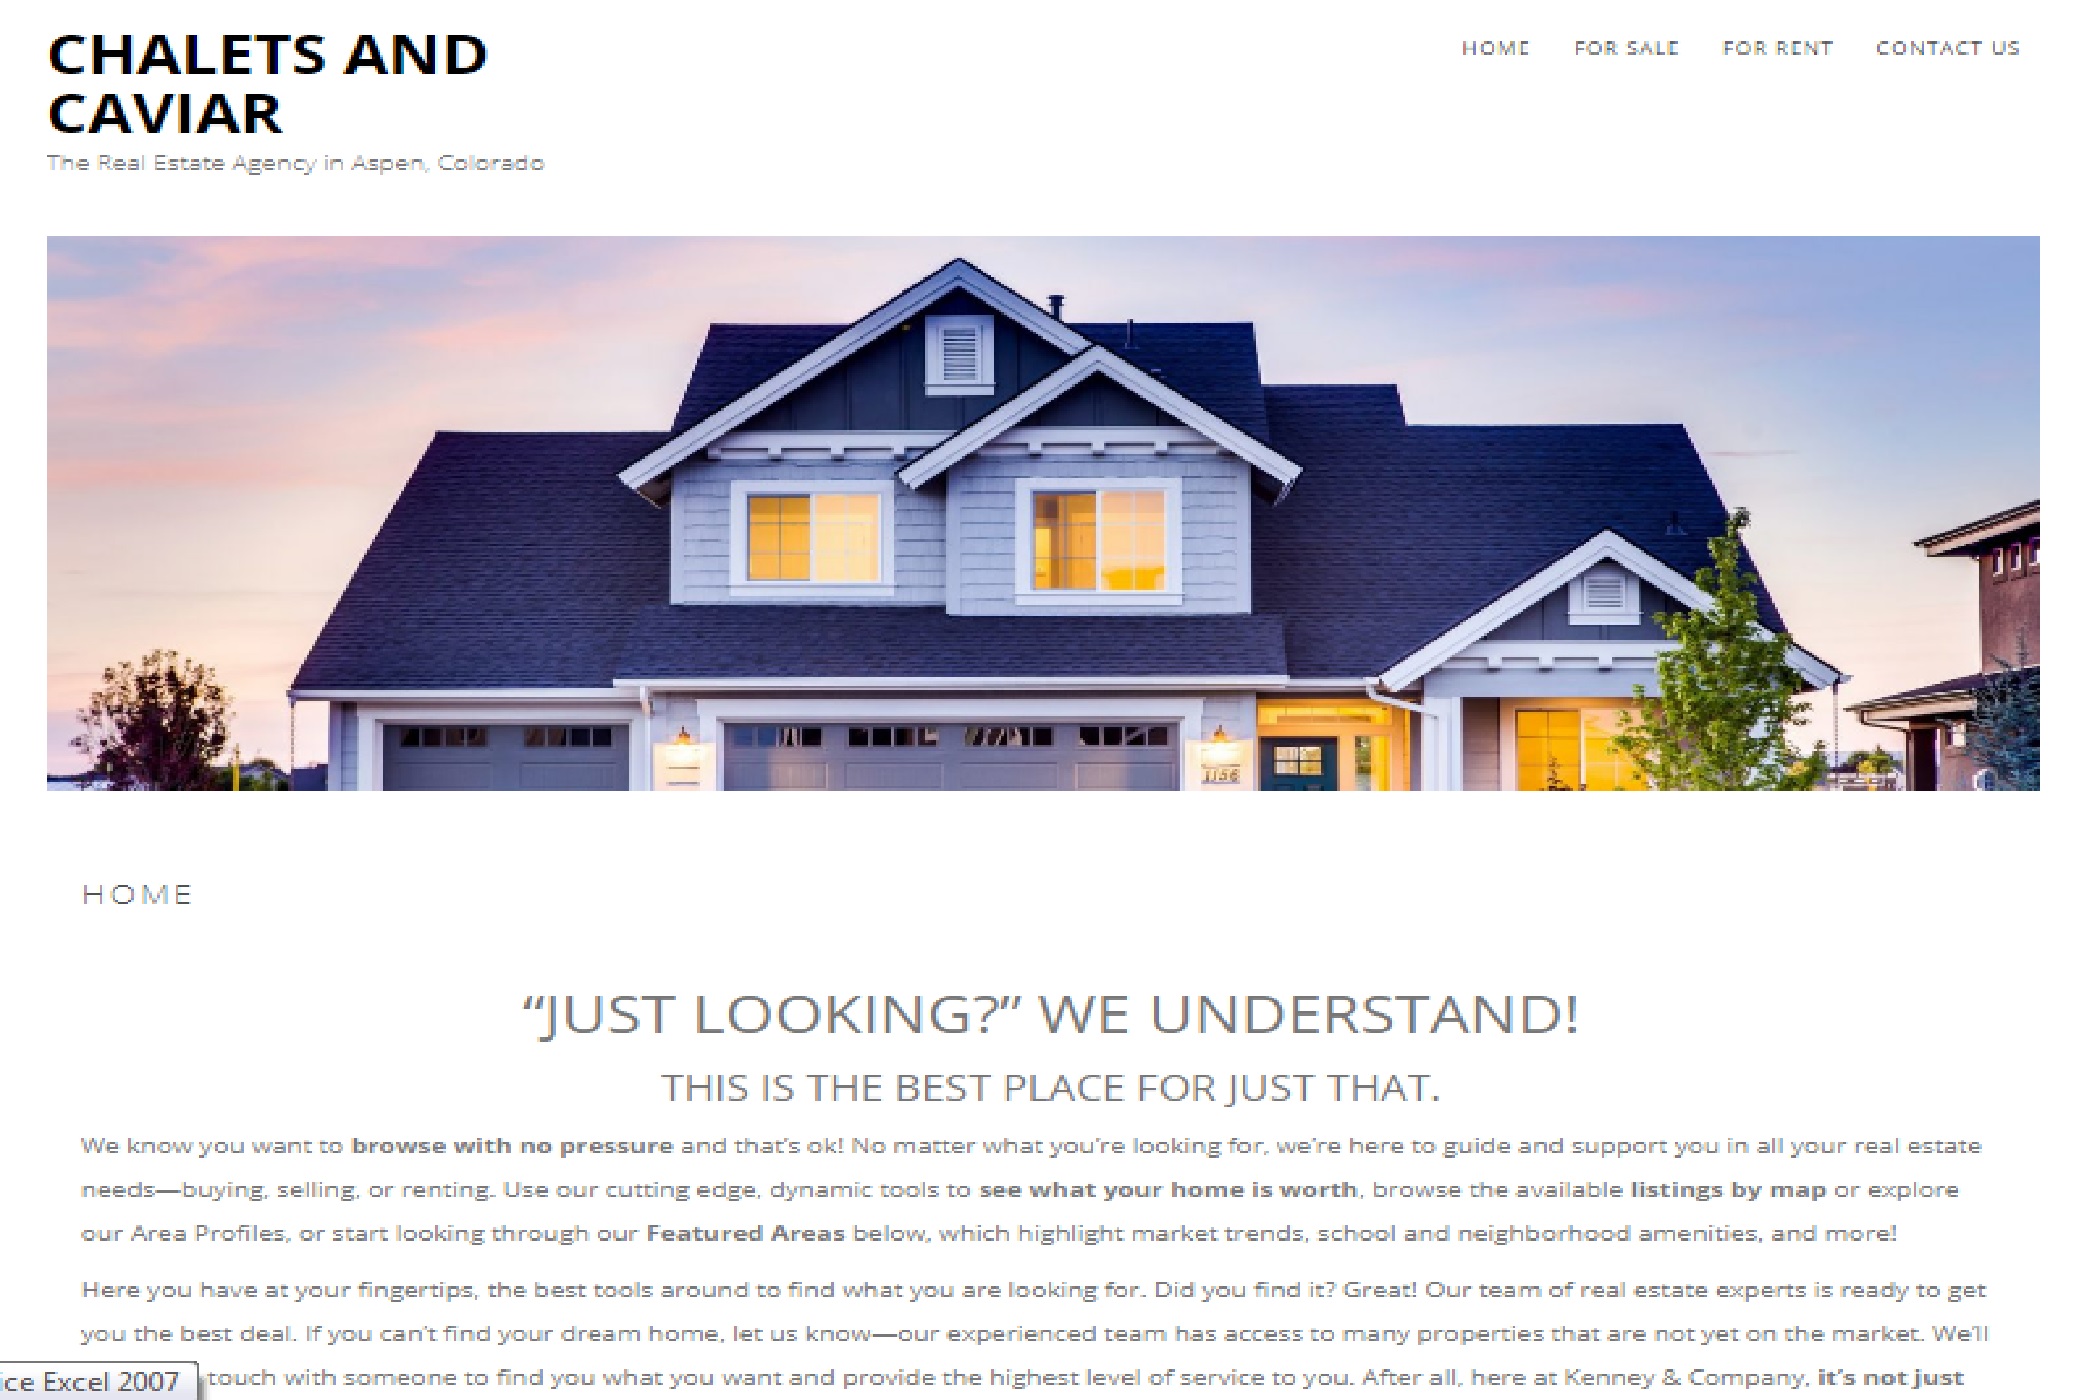 CHALETS AND
CAVIAR
The Real Estate Agency in Aspen, Colorado
HOME FOR SALE FOR RENT CONTACT US
1156
HOME
“JUST LOOKING?” WE UNDERSTAND!
THIS IS THE BEST PLACE FOR JUST THAT.
We know you want to browse with no pressure and that’s ok! No matter what you’re looking for, we’re here to guide and support you in all your real estate
needs—buying, selling, or renting. Use our cutting edge, dynamic tools to see what your home is worth, browse the available listings by map or explore
our Area Profiles, or start looking through our Featured Areas below, which highlight market trends, school and neighborhood amenities, and more!
Here you have at your fingertips, the best tools around to find what you are looking for. Did you find it? Great! Our team of real estate experts is ready to get
you the best deal. If you can’t find your dream home, let us know—our experienced team has access to many properties that are not yet on the market. We’ll
touch with someone to find you what you want and provide the highest level of service to you. After all, here at Kenney & Company, it’s not just
ice Excel 2007